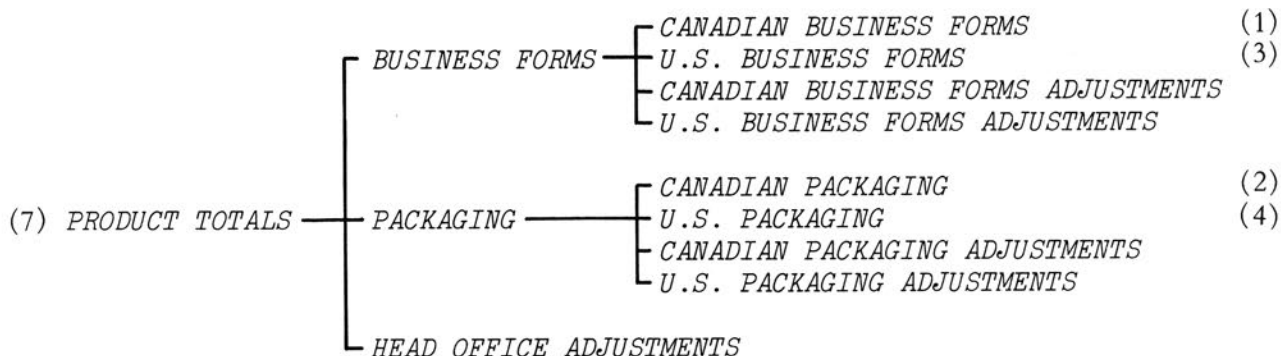 CANADIAN BUSINESS FORMS (1)
BUSINESS FORMS U.S. BUSINESS FORMS (3)
CANADIAN BUSINESS FORMS ADJUSTMENTS
U.S. BUSINESS FORMS ADJUSTMENTS
CANADIAN PACKAGING (2)
(7) PRODUCT TOTALS PACKAGING U.S. PACKAGING (4)
CANADIAN PACKAGING ADJUSTMENTS
U.S. PACKAGING ADJUSTMENTS
HEAD OFFICE ADJUSTMENTS